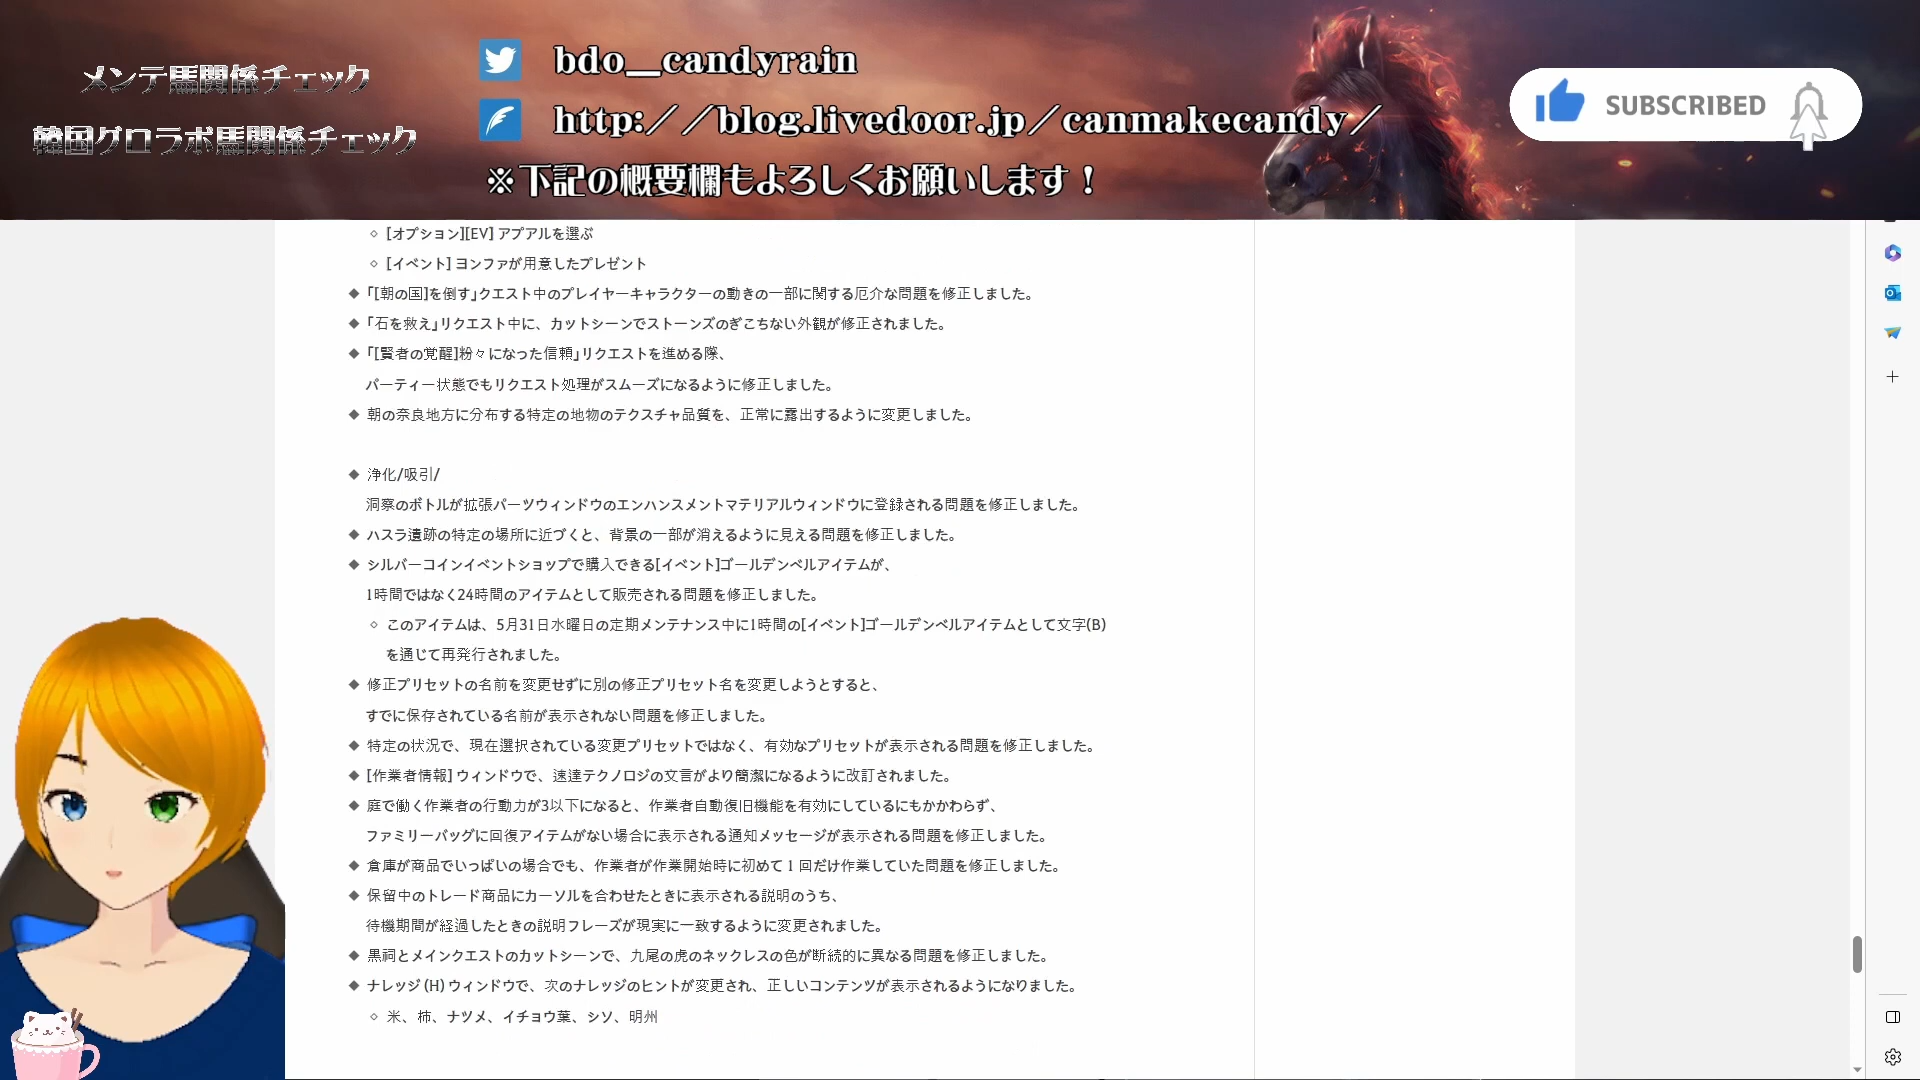 メンテ馬関係チェック
韓国グロラボ馬関係チェック
bdo__candyrain
http://blog.livedoor.jp/canmakecandy/
※下記の概要欄もよろしくお願いします！
SUBSCRIBED
◇ [オプション][EV] アプアルを選ぶ
◇ [イベント] ヨンファが用意したプレゼント
◆ 「[朝の国]を倒す」クエスト中のプレイヤーキャラクターの動きの一部に関する厄介な問題を修正しました。
◆ 「石を救え」リクエスト中に、カットシーンでストーンズのぎこちない外観が修正されました。
◆ 「[賢者の覚醒]粉々になった信頼」リクエストを進める際、
パーティー状態でもリクエスト処理がスムーズになるように修正しました。
◆ 朝の奈良地方に分布する特定の地物のテクスチャ品質を、正常に露出するように変更しました。
◆ 浄化/吸引/
洞察のボトルが拡張パーツウィンドウのエンハンスメントマテリアルウィンドウに登録される問題を修正しました。
◆ ハスラ遺跡の特定の場所に近づくと、背景の一部が消えるように見える問題を修正しました。
◆ シルバーコインイベントショップで購入できる[イベント]ゴールデンベルアイテムが、
1時間ではなく24時間のアイテムとして販売される問題を修正しました。
◇ このアイテムは、5月31日水曜日の定期メンテナンス中に1時間の[イベント]ゴールデンベルアイテムとして文字(B)
を通じて再発行されました。
◆ 修正プリセットの名前を変更せずに別の修正プリセット名を変更しようとすると、
すでに保存されている名前が表示されない問題を修正しました。
◆ 特定の状況で、現在選択されている変更プリセットではなく、有効なプリセットが表示される問題を修正しました。
◆ [作業者情報] ウィンドウで、速達テクノロジの文言がより簡潔になるように改訂されました。
◆ 庭で働く作業者の行動力が3以下になると、作業者自動復旧機能を有効にしているにもかかわらず、
ファミリーバッグに回復アイテムがない場合に表示される通知メッセージが表示される問題を修正しました。
◆ 倉庫が商品でいっぱいの場合でも、作業者が作業開始時に初めて 1 回だけ作業していた問題を修正しました。
◆ 保留中のトレード商品にカーソルを合わせたときに表示される説明のうち、
待機期間が経過したときの説明フレーズが現実に一致するように変更されました。
◆ 黒祠とメインクエストのカットシーンで、九尾の虎のネックレスの色が断続的に異なる問題を修正しました。
◆ ナレッジ (H) ウィンドウで、次のナレッジのヒントが変更され、正しいコンテンツが表示されるようになりました。
◇ 米、柿、ナツメ、イチョウ葉、シソ、明州